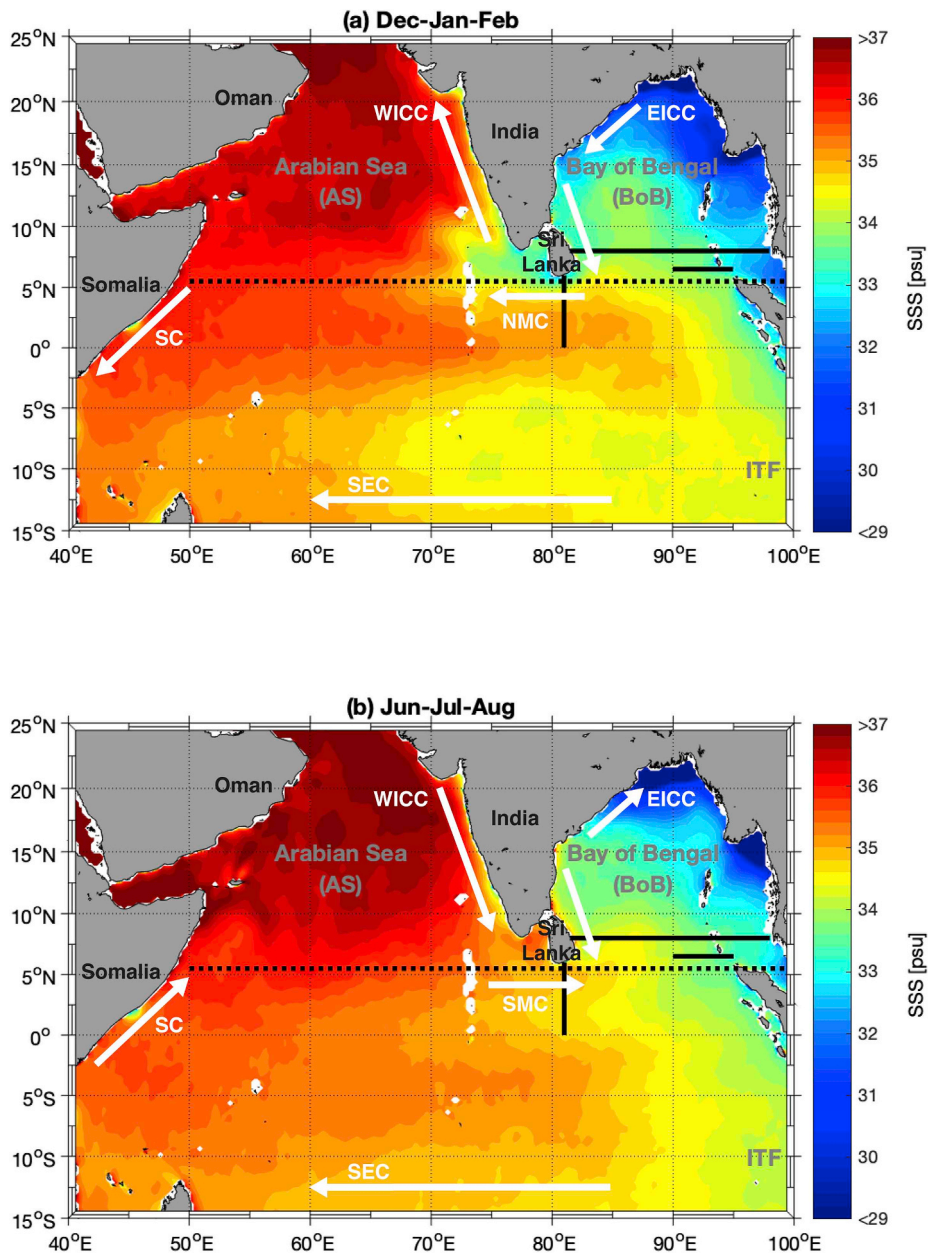 (a) Dec-Jan-Feb
25°N
20°N
15°N
10°N
5°N
0°
5°S
10°S
15°S
40°E
50°E
60°E
70°E
80°E
90°E
100°E
Oman
Somalia
India
Sri
Lanka
Arabian Sea
(AS)
Bay of Bengal
(BoB)
WICC
EICC
NMC
SC
SEC
ITF
>37
36
35
34
33
32
31
30
<29
SSS [psu]
(b) Jun-Jul-Aug
25°N
20°N
15°N
10°N
5°N
0°
5°S
10°S
15°S
40°E
50°E
60°E
70°E
80°E
90°E
100°E
Oman
Somalia
India
Sri
Lanka
Arabian Sea
(AS)
Bay of Bengal
(BoB)
WICC
EICC
SMC
SC
SEC
ITF
>37
36
35
34
33
32
31
30
<29
SSS [psu]